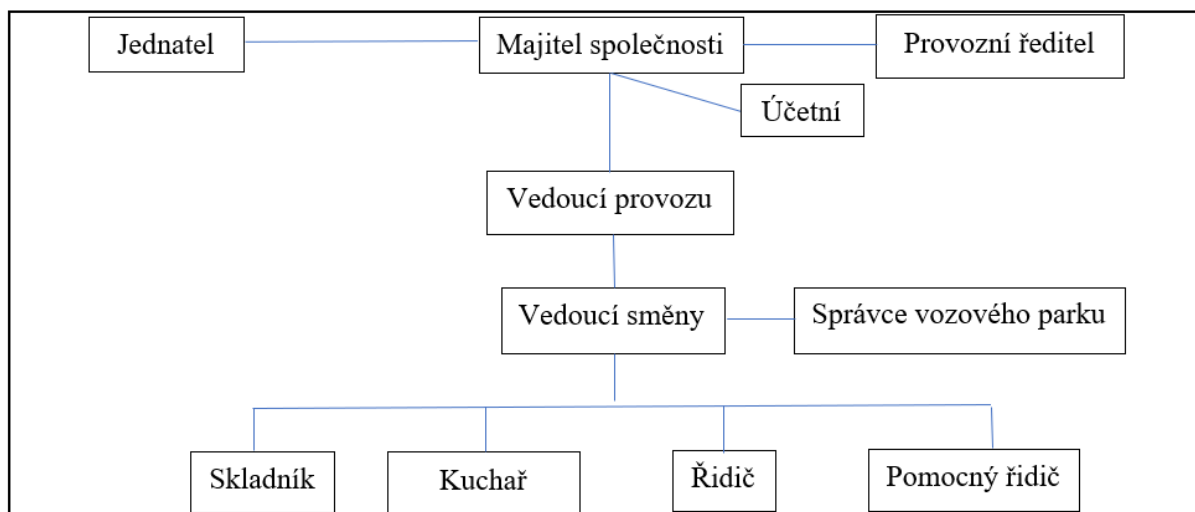 Jednatel
Majitel společnosti
Provozní ředitel
Účetní
Vedoucí provozu
Vedoucí směny
Správce vozového parku
Skladník
Kuchař
Řidič
Pomocný řidič